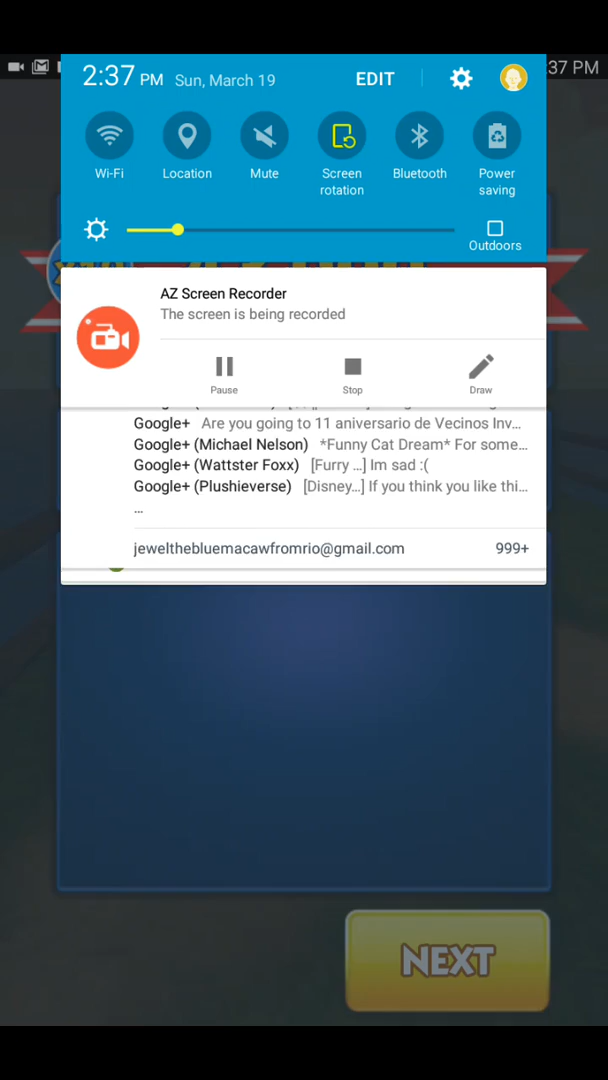 37 PM
2:37 PM Sun, March 19 EDIT
Wi-Fi
Location
Mute
Screen rotation
Bluetooth
Power saving
Outdoors
AZ Screen Recorder
The screen is being recorded
Pause
Stop
Draw
Google+ Are you going to 11 aniversario de Vecinos Inv…
Google+ (Michael Nelson) *Funny Cat Dream* For some…
Google+ (Wattster Foxx) [Furry …] Im sad :(
Google+ (Plushieverse) [Disney…] If you think you like thi…
…
jewelthebluemacawfromrio@gmail.com 999+
NEXT